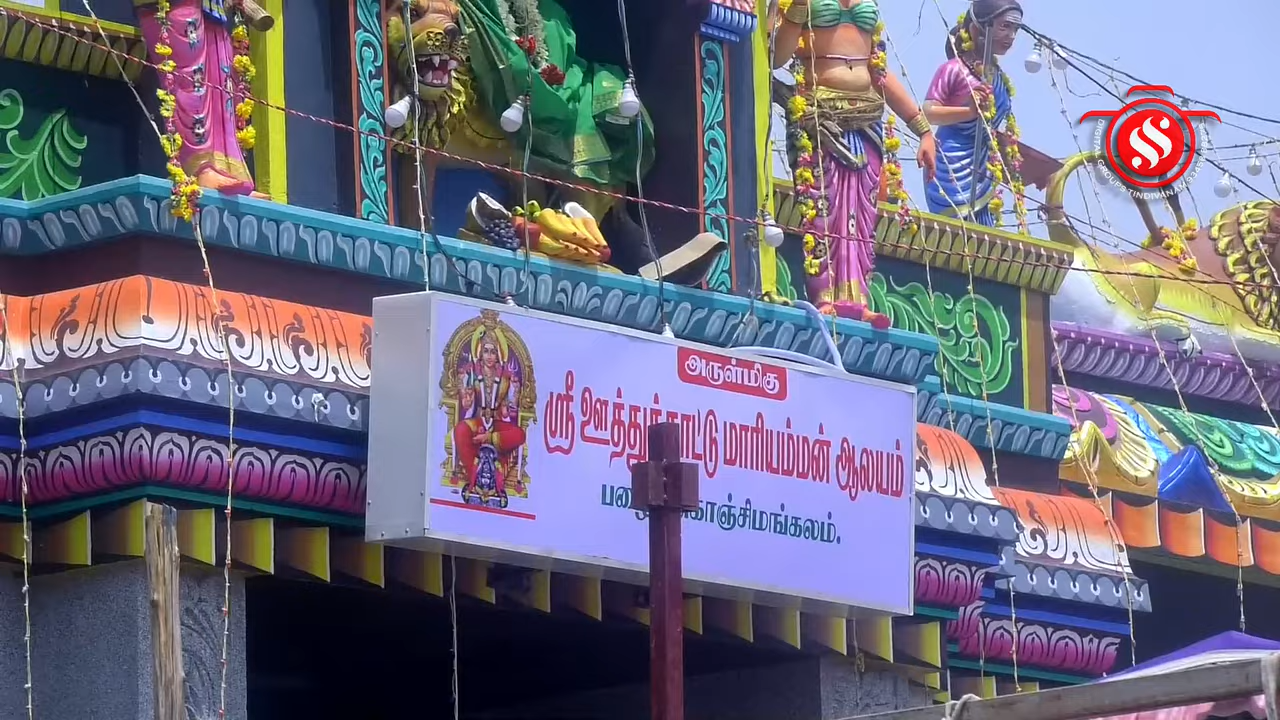 அருள்மிகு
ஸ்ரீ ஊத்துக்காட்டு மாரியம்மன் ஆலயம்
காஞ்சிமங்கலம்.
S